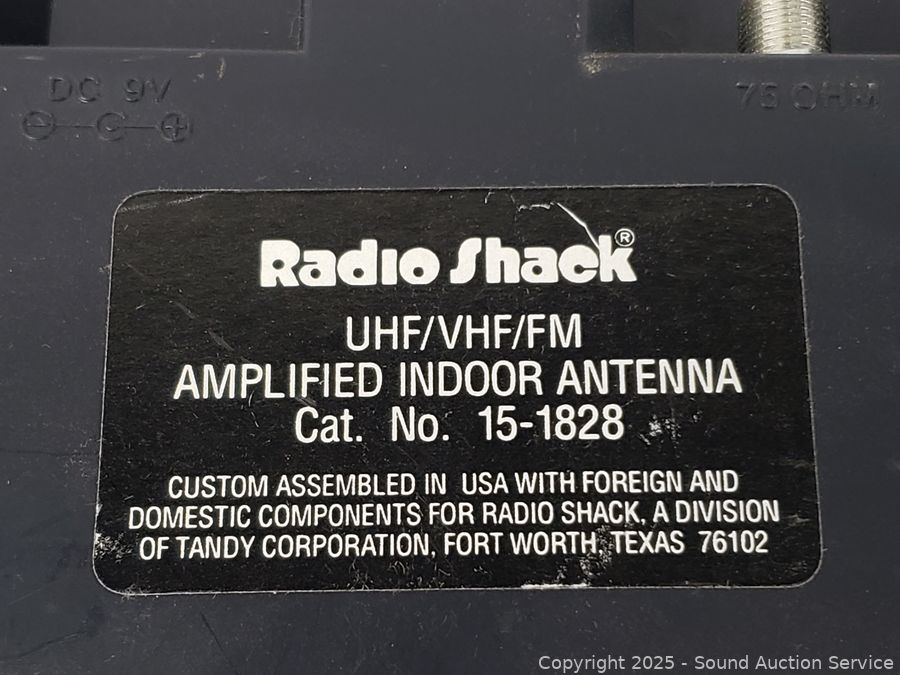 DC 9V
75 OHM
Radio Shack®
UHF/VHF/FM
AMPLIFIED INDOOR ANTENNA
Cat. No. 15-1828
CUSTOM ASSEMBLED IN USA WITH FOREIGN AND
DOMESTIC COMPONENTS FOR RADIO SHACK, A DIVISION
OF TANDY CORPORATION, FORT WORTH, TEXAS 76102
Copyright 2025 - Sound Auction Service